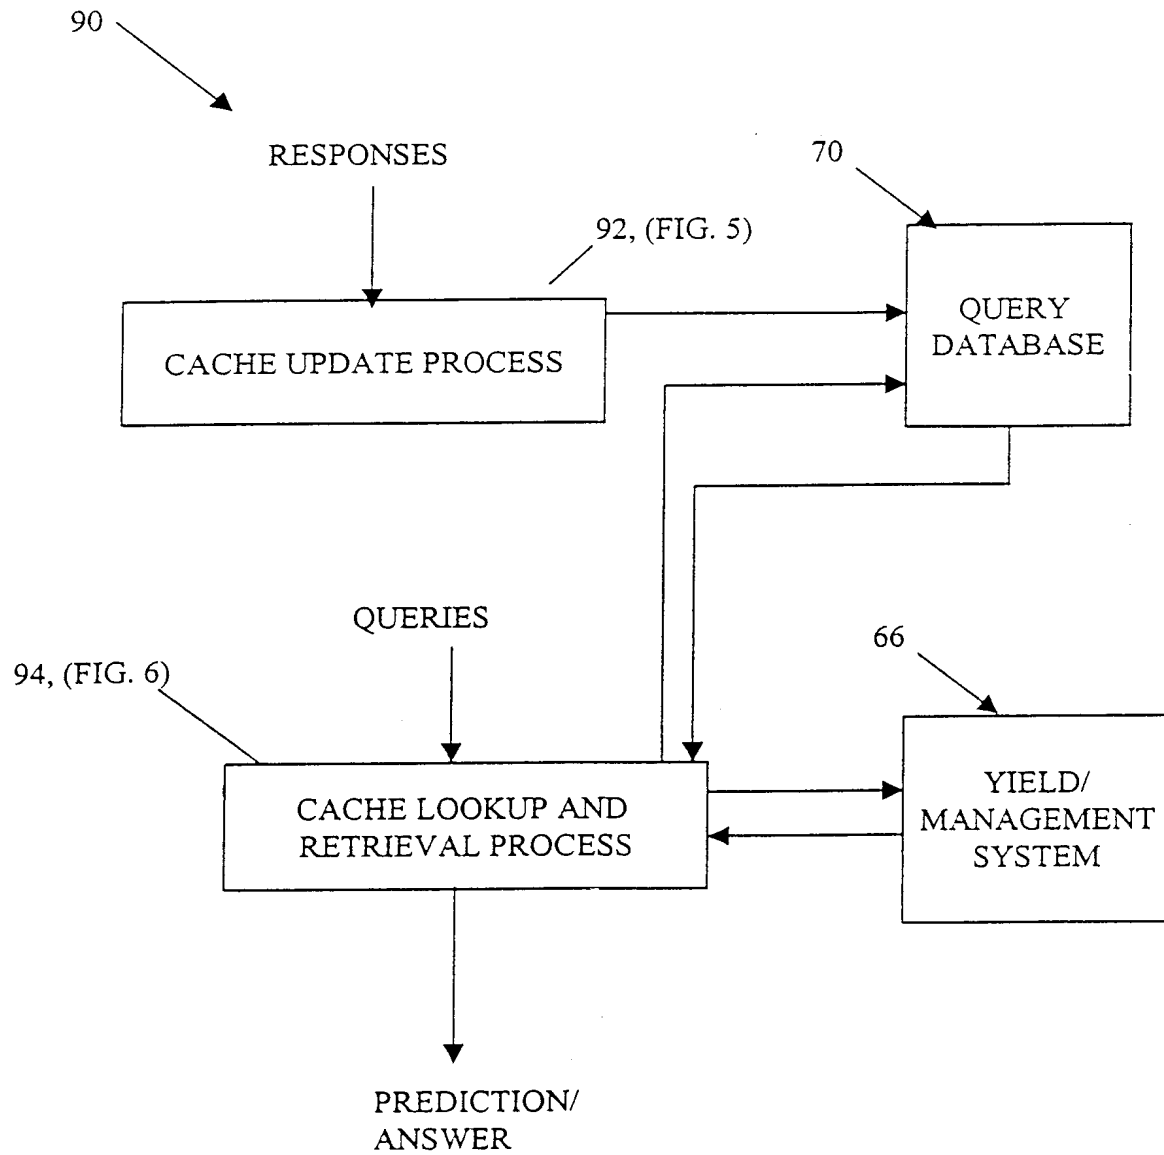 90
RESPONSES
70
92, (FIG. 5)
QUERY
DATABASE
CACHE UPDATE PROCESS
QUERIES
66
94, (FIG. 6)
YIELD/
MANAGEMENT
SYSTEM
CACHE LOOKUP AND
RETRIEVAL PROCESS
PREDICTION/
ANSWER